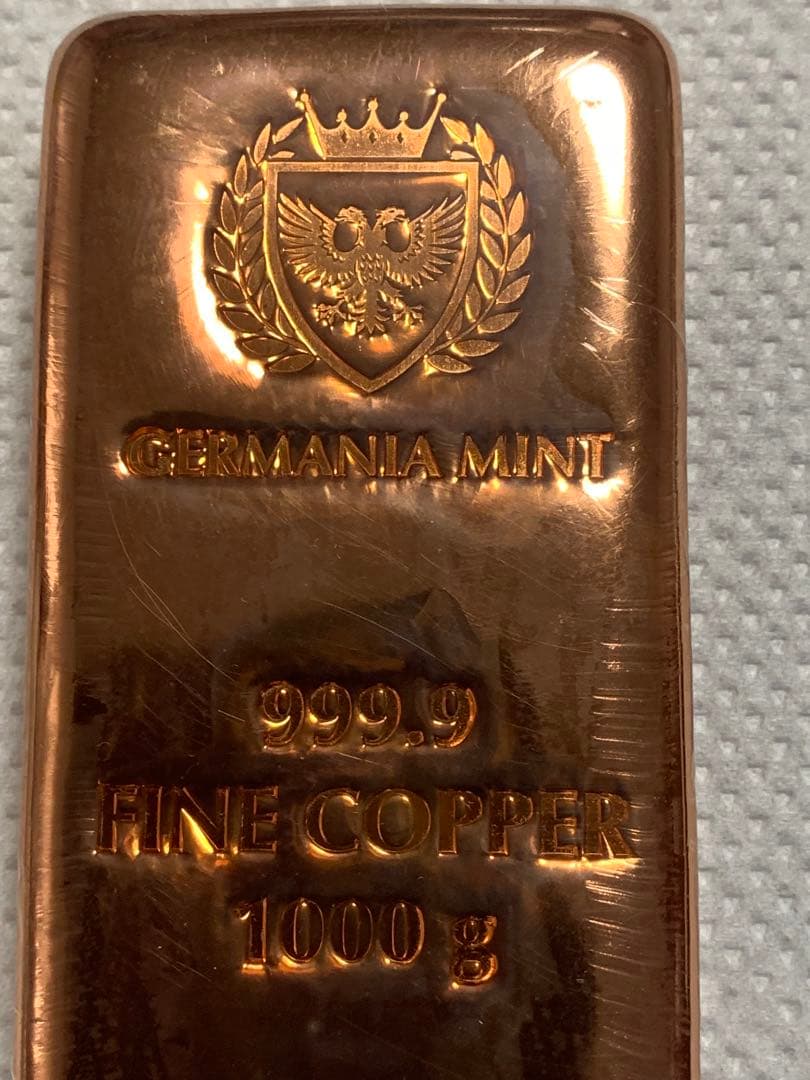 GERMANIA MINT
999.9
FINE COPPER
1000 g